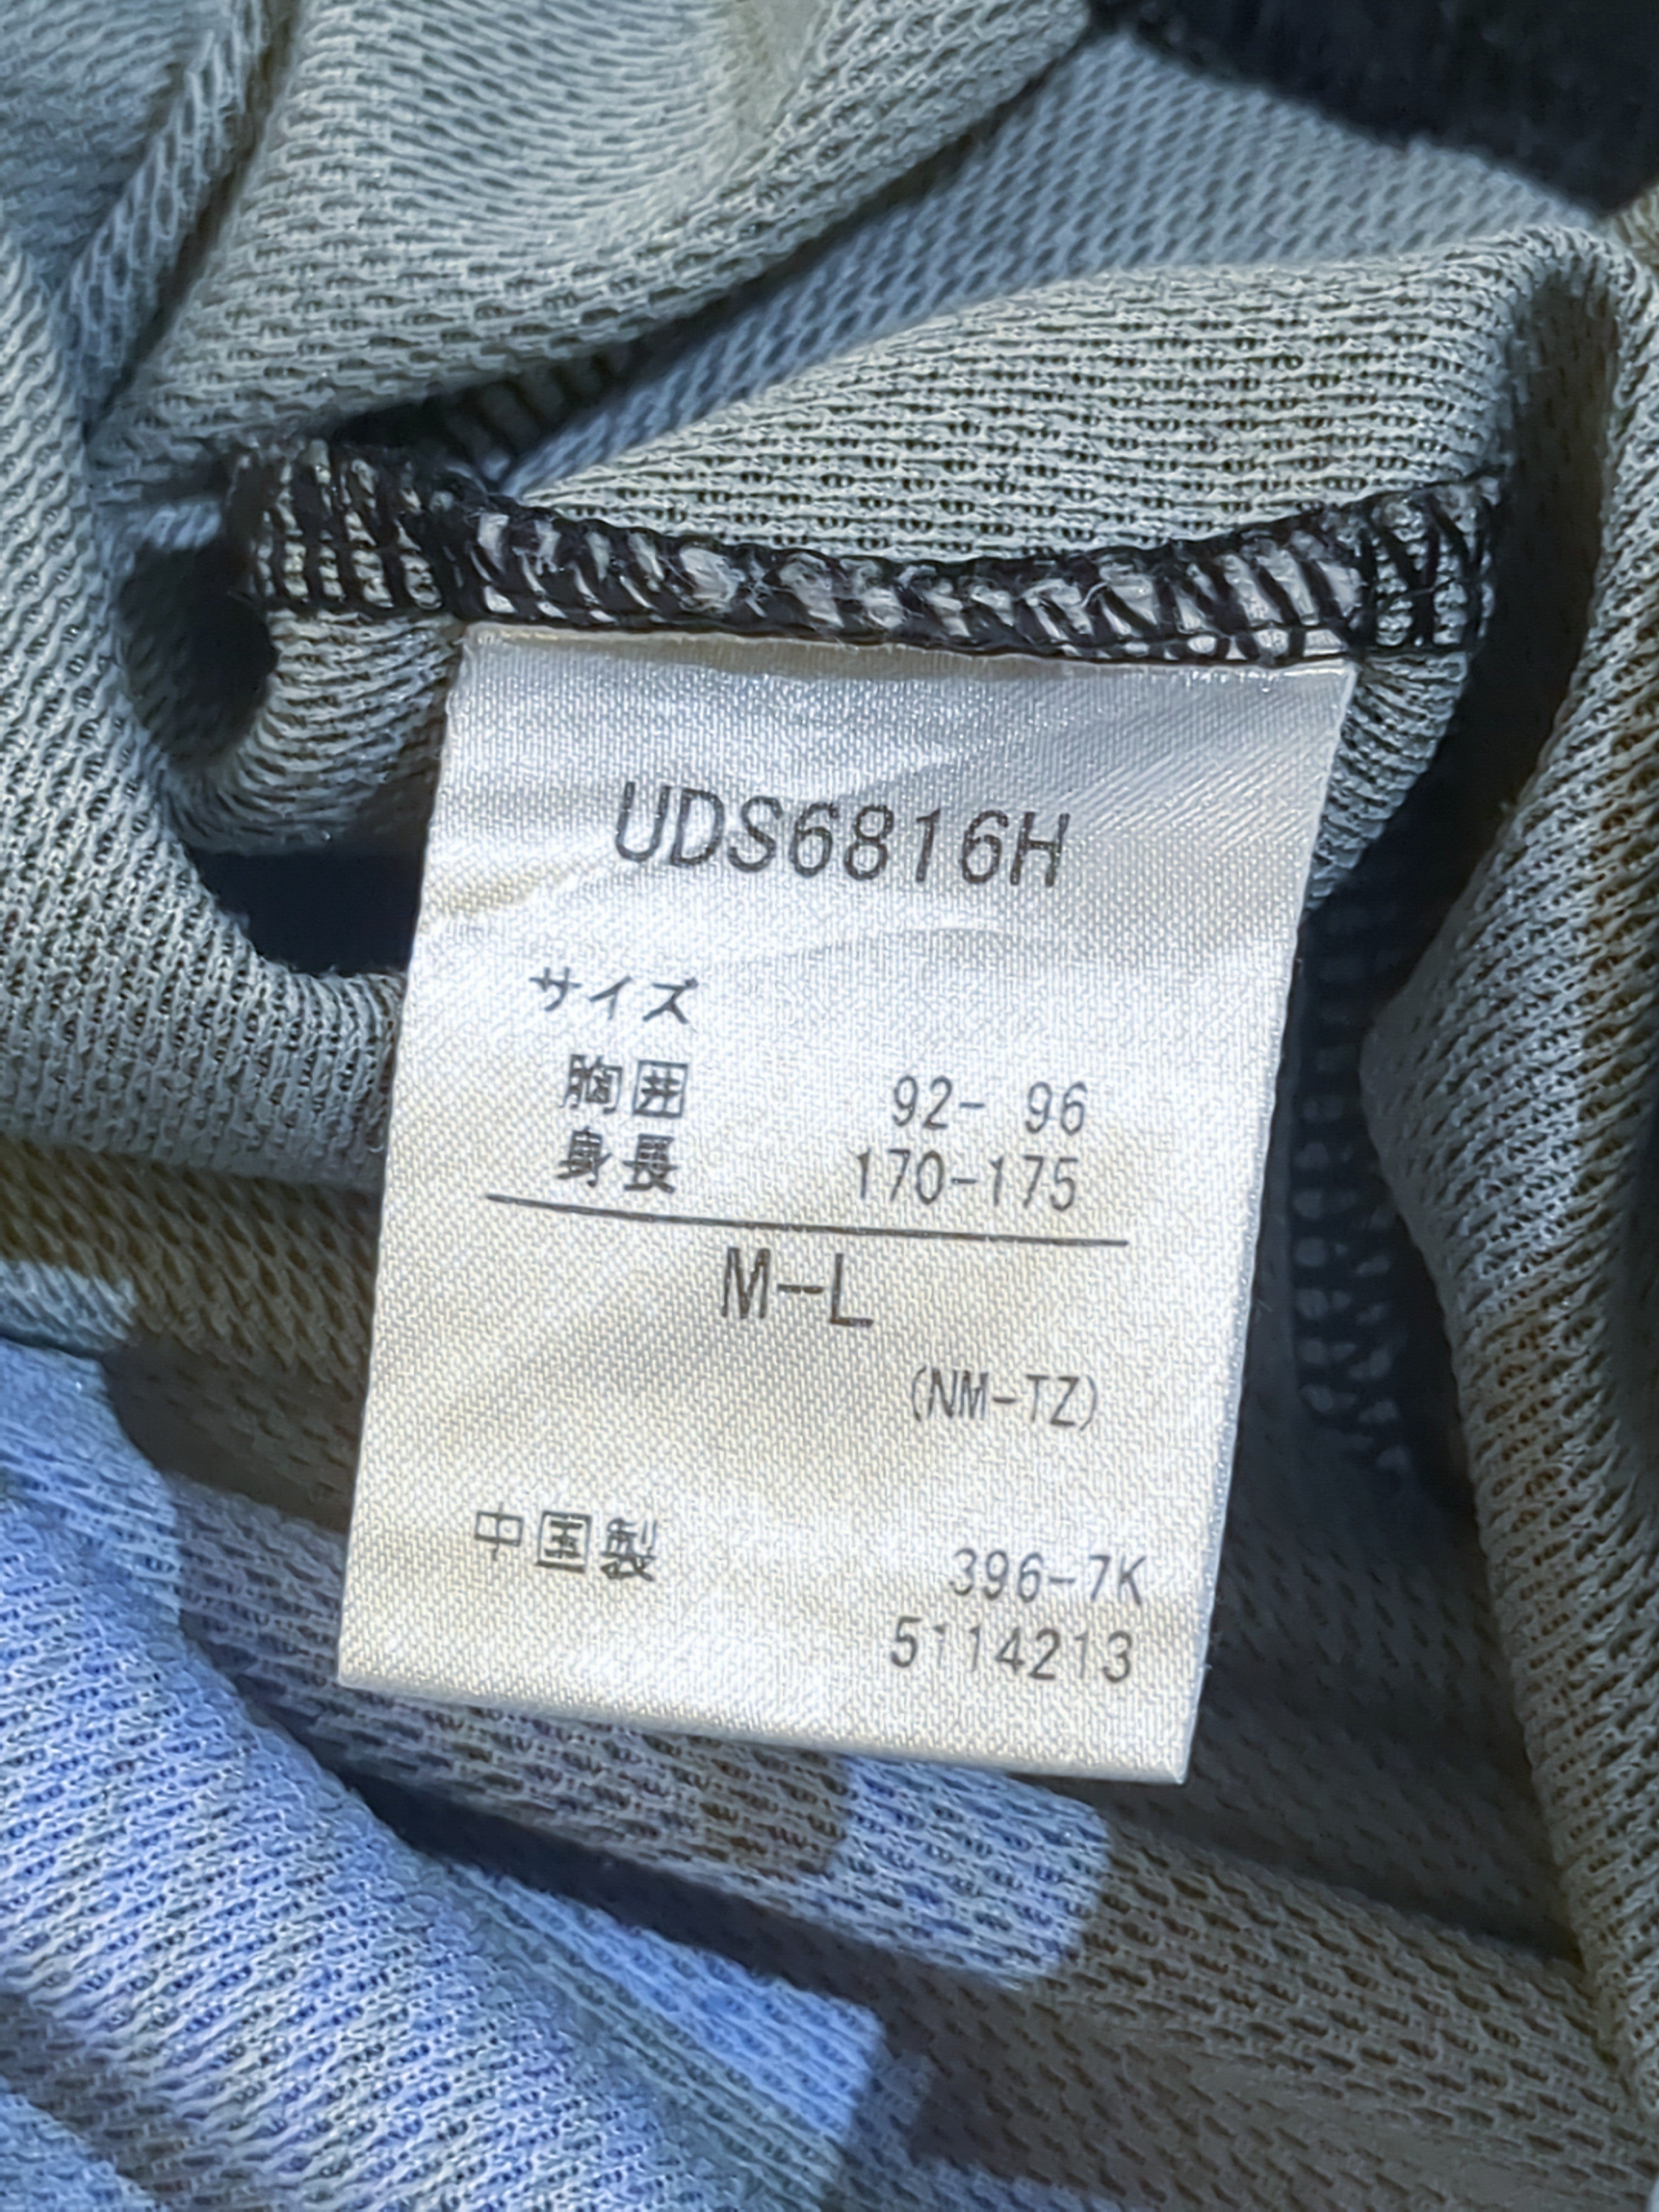 UDS6816H
サイズ
胸囲 92- 96
身長 170-175
M-L
(NM-TZ)
中国製 396-7K
5114213